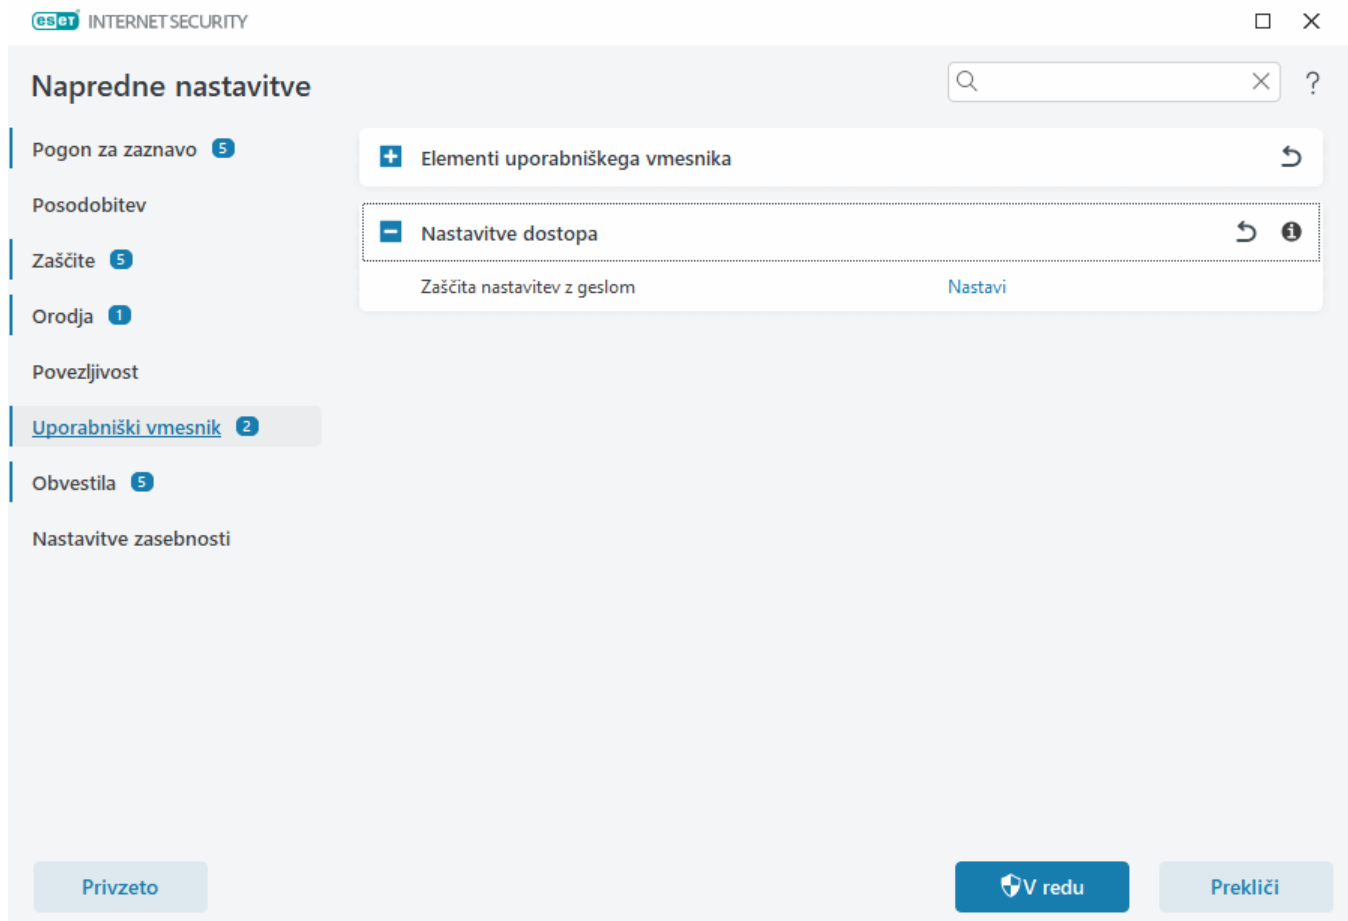 eset INTERNET SECURITY
Napredne nastavitve
?
Pogon za zaznavo 5
Posodobitev
Zaščite 5
Orodja 1
Povezljivost
Uporabniški vmesnik 2
Obvestila 5
Nastavitve zasebnosti
Elementi uporabniškega vmesnika
Nastavitve dostopa
Zaščita nastavitev z geslom
Nastavi
Privzeto
V redu
Prekliči